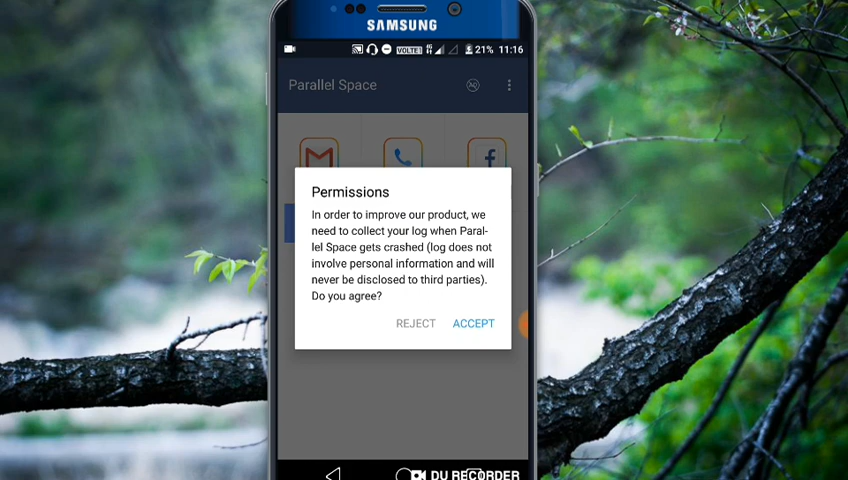 SAMSUNG
VOLTE1 21% 11:16
Parallel Space
Permissions
In order to improve our product, we
need to collect your log when Paral-
lel Space gets crashed (log does not
involve personal information and will
never be disclosed to third parties).
Do you agree?
REJECT ACCEPT
DU RECORDER